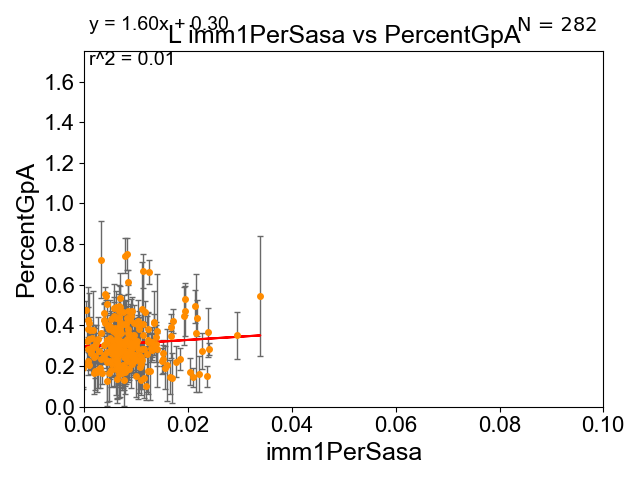 y = 1.60x + 0.30
L imm1PerSasa vs PercentGpA
N = 282
r^2 = 0.01
PercentGpA
1.6
1.4
1.2
1.0
0.8
0.6
0.4
0.2
0.0
0.00 0.02 0.04 0.06 0.08 0.10
imm1PerSasa